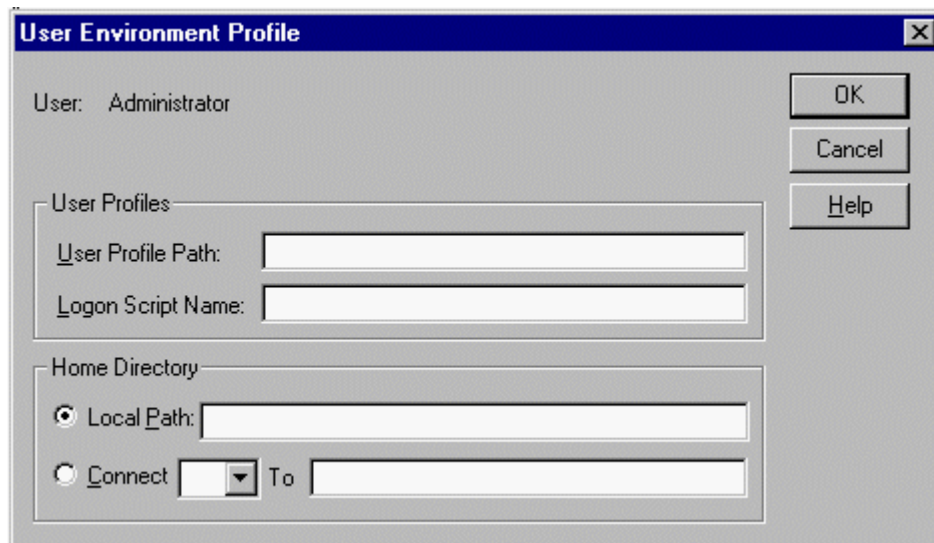 User Environment Profile
User: Administrator
OK
Cancel
Help
User Profiles
User Profile Path:
Logon Script Name:
Home Directory
Local Path:
Connect To